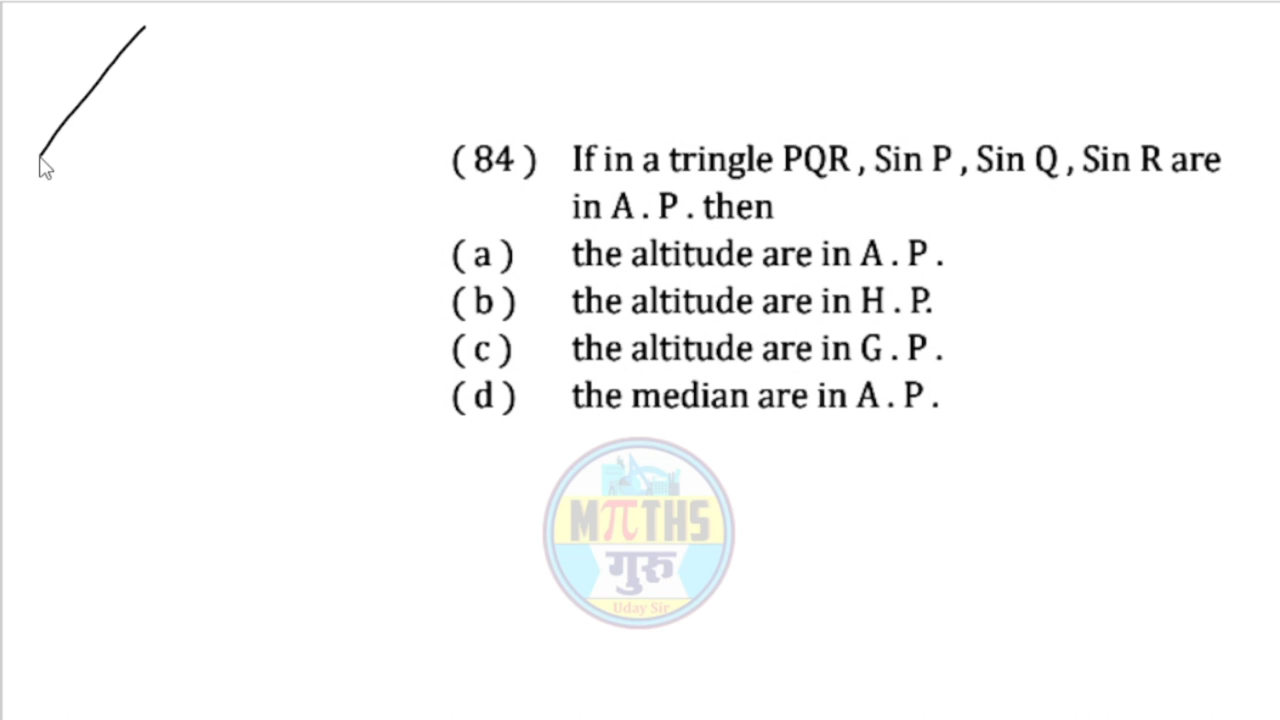 ( 84 ) If in a tringle PQR , Sin P , Sin Q , Sin R are
in A . P . then
( a ) the altitude are in A . P .
( b ) the altitude are in H . P.
( c ) the altitude are in G . P .
( d ) the median are in A . P .
MπTHS
गुरु
Uday Sir